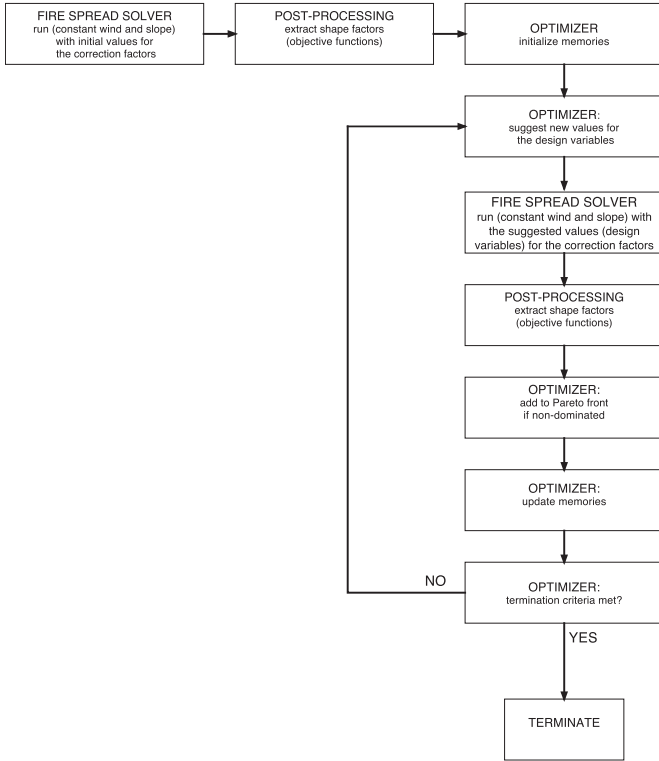 FIRE SPREAD SOLVER
run (constant wind and slope)
with initial values for
the correction factors
POST-PROCESSING
extract shape factors
(objective functions)
OPTIMIZER
initialize memories
OPTIMIZER:
suggest new values for
the design variables
FIRE SPREAD SOLVER
run (constant wind and slope) with
the suggested values (design
variables) for the correction factors
POST-PROCESSING
extract shape factors
(objective functions)
OPTIMIZER:
add to Pareto front
if non-dominated
OPTIMIZER:
update memories
NO
OPTIMIZER:
termination criteria met?
YES
TERMINATE